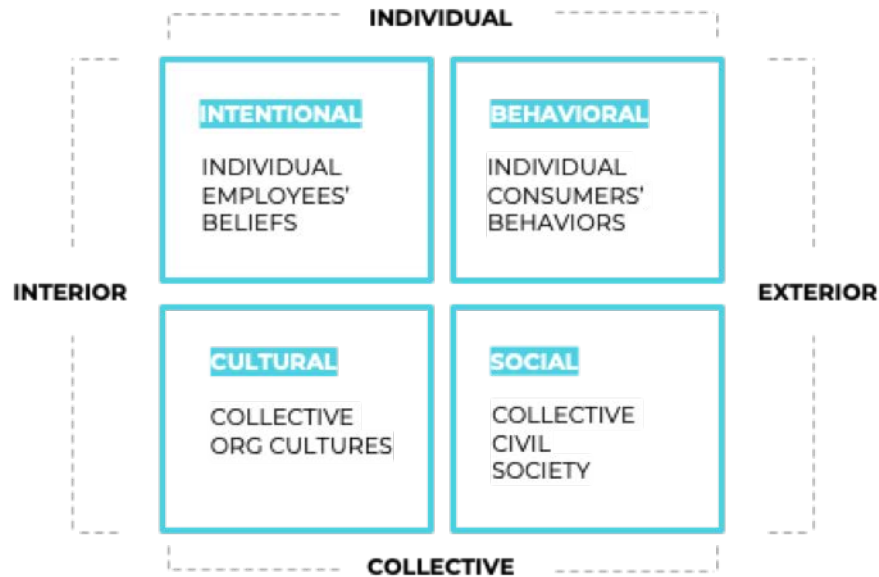 INDIVIDUAL
INTENTIONAL
INDIVIDUAL
EMPLOYEES’
BELIEFS
BEHAVIORAL
INDIVIDUAL
CONSUMERS’
BEHAVIORS
INTERIOR
EXTERIOR
CULTURAL
COLLECTIVE
ORG CULTURES
SOCIAL
COLLECTIVE
CIVIL
SOCIETY
COLLECTIVE